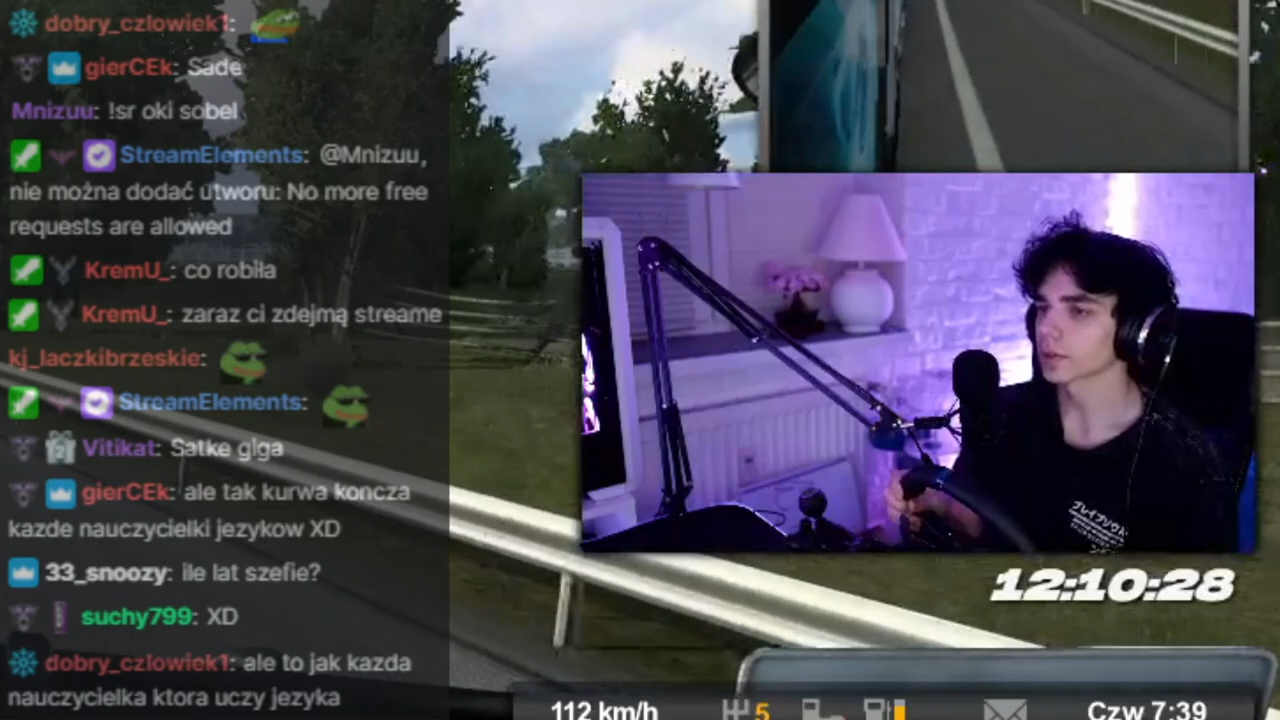 dobry_czlowiek1:
gierCEk: Sade
Mnizuu: !sr oki sobel
StreamElements: @Mnizuu,
nie można dodać utworu: No more free
requests are allowed
KremU_: co robiła
KremU_: zaraz ci zdejmą streame
kj_laczkibrzeskie:
StreamElements:
2 Vitikat: Satke giga
gierCEk: ale tak kurwa koncza
kazde nauczycielki jezykow XD
33_snoozy: ile lat szefie?
suchy799: XD
dobry_czlowiek1: ale to jak kazda
nauczycielka ktora uczy jezyka
12:10:28
112 km/h 5 Czw 7:39